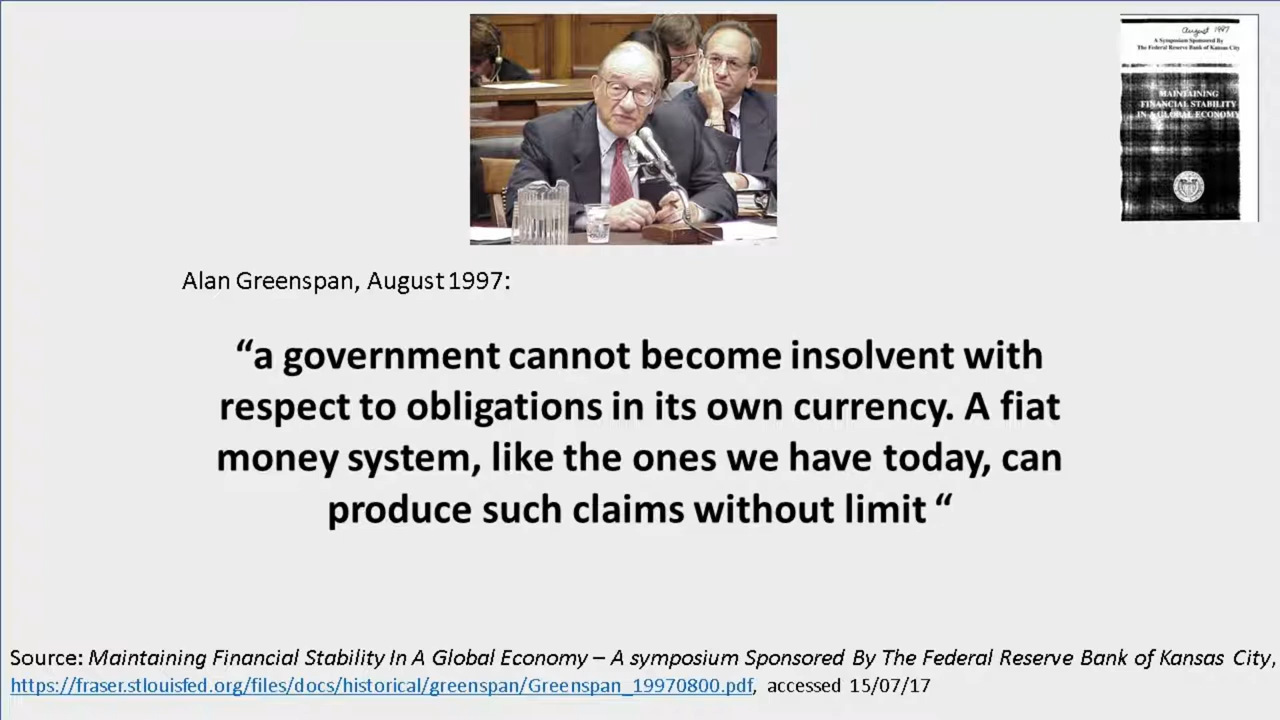 August 1997
A Symposium Sponsored By
The Federal Reserve Bank of Kansas City
MAINTAINING
FINANCIAL STABILITY
IN A GLOBAL ECONOMY
Alan Greenspan, August 1997:
“a government cannot become insolvent with
respect to obligations in its own currency. A fiat
money system, like the ones we have today, can
produce such claims without limit “
Source: Maintaining Financial Stability In A Global Economy – A symposium Sponsored By The Federal Reserve Bank of Kansas City,
https://fraser.stlouisfed.org/files/docs/historical/greenspan/Greenspan_19970800.pdf, accessed 15/07/17